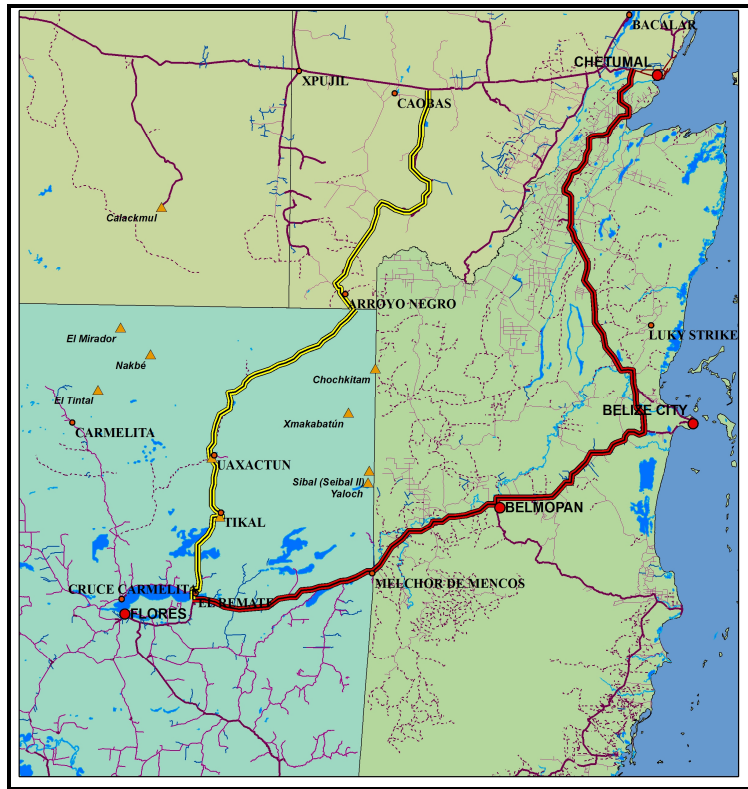 BACALAR
CHETUMAL
XPUJIL
CAOBAS
Calackmul
ARROYO NEGRO
El Mirador
LUKY STRIKE
Nakbé
Chochkitam
El Tintal
BELIZE CITY
Xmakabatún
CARMELITA
UAXACTUN
Sibal (Seibal II)
Yaloch
BELMOPAN
TIKAL
MELCHOR DE MENCOS
CRUCE CARMELITA
EL REMATE
FLORES